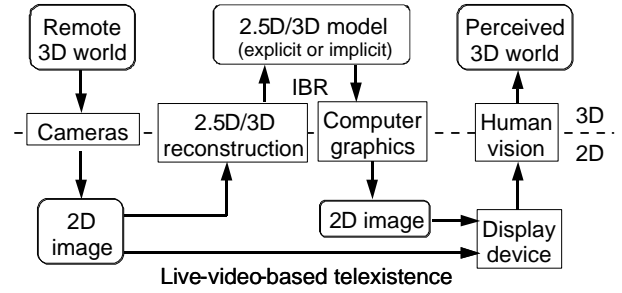 Remote
3D world
2.5D/3D model
(explicit or implicit)
Perceived
3D world
IBR
Cameras
2.5D/3D
reconstruction
Computer
graphics
Human
vision
3D
2D
2D
image
2D image
Display
device
Live-video-based telexistence